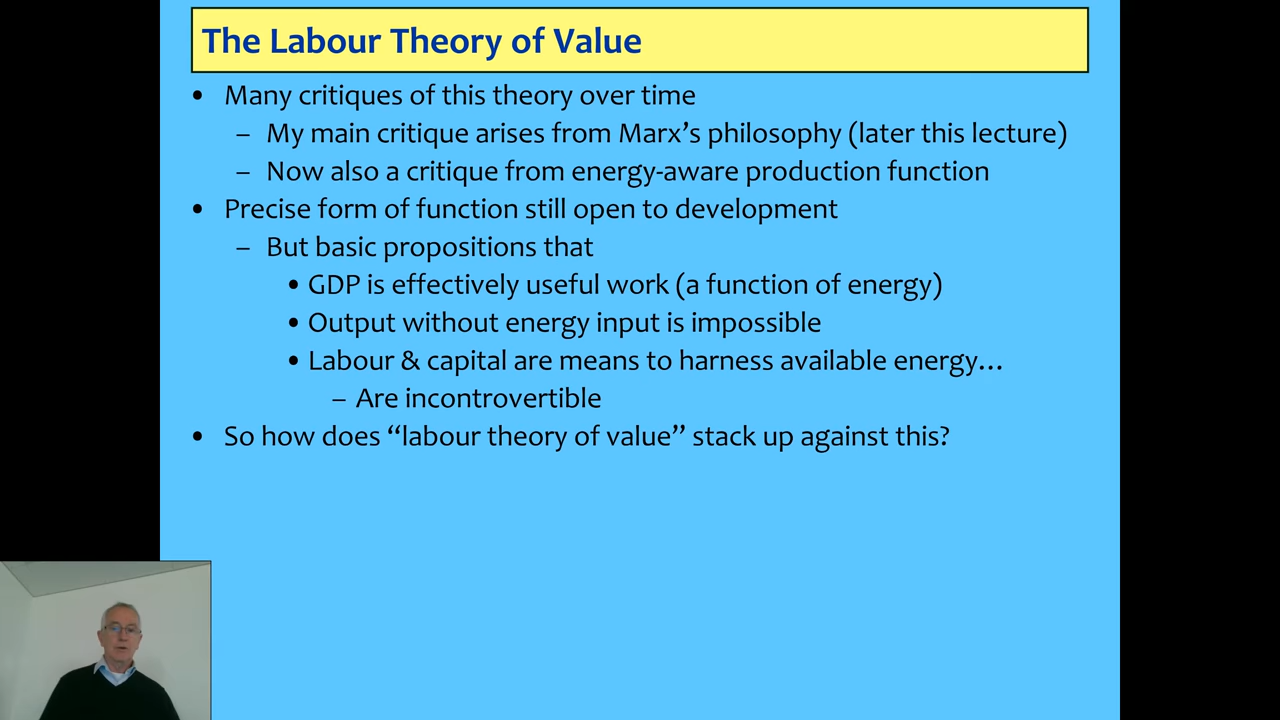 The Labour Theory of Value
• Many critiques of this theory over time
– My main critique arises from Marx’s philosophy (later this lecture)
– Now also a critique from energy-aware production function
• Precise form of function still open to development
– But basic propositions that
• GDP is effectively useful work (a function of energy)
• Output without energy input is impossible
• Labour & capital are means to harness available energy…
– Are incontrovertible
• So how does “labour theory of value” stack up against this?